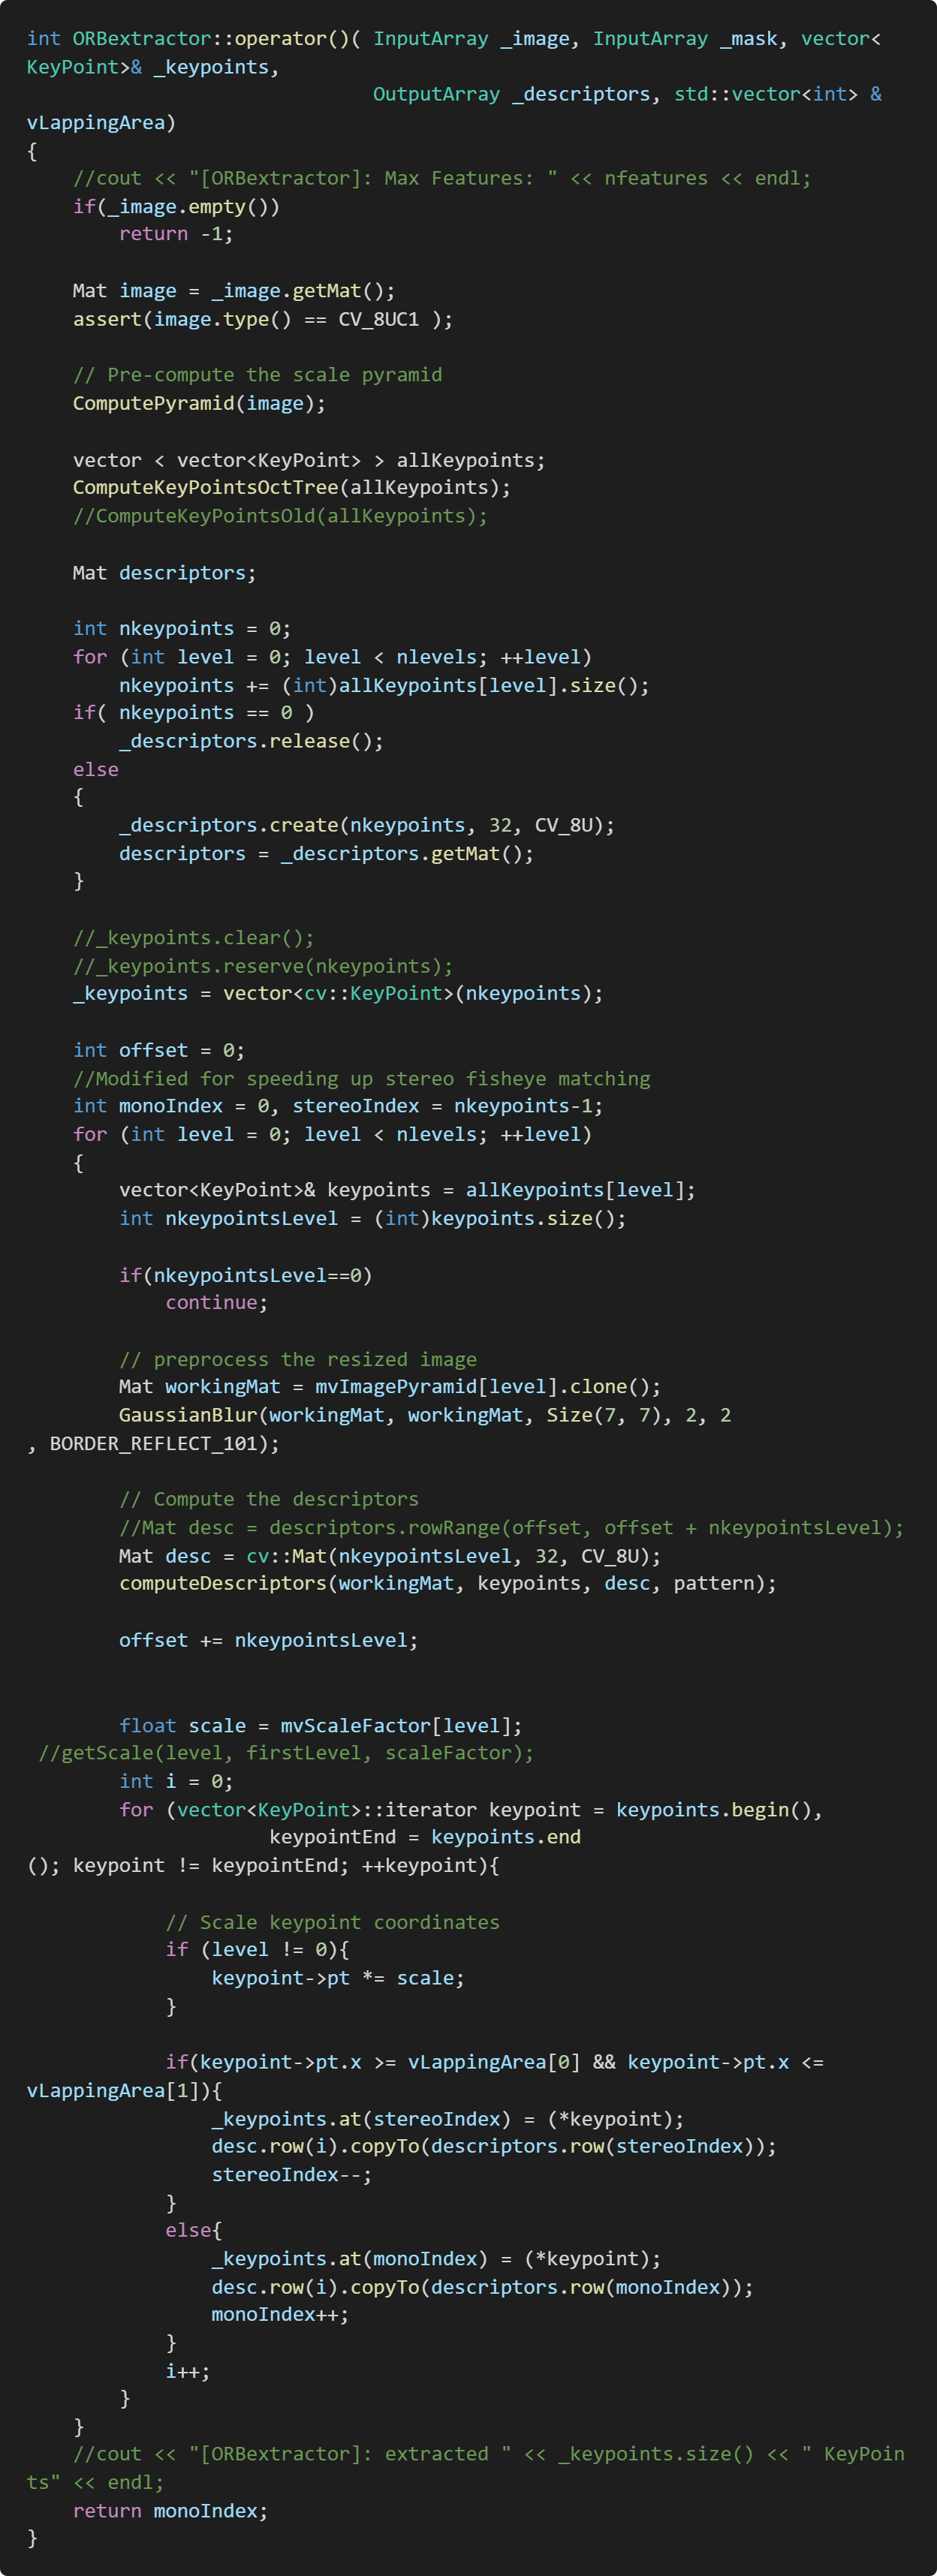 int ORBextractor::operator()( InputArray _image, InputArray _mask, vector<
KeyPoint>& _keypoints,
                              OutputArray _descriptors, std::vector<int> &
vLappingArea)
{
    //cout << "[ORBextractor]: Max Features: " << nfeatures << endl;
    if(_image.empty())
        return -1;

    Mat image = _image.getMat();
    assert(image.type() == CV_8UC1 );

    // Pre-compute the scale pyramid
    ComputePyramid(image);

    vector < vector<KeyPoint> > allKeypoints;
    ComputeKeyPointsOctTree(allKeypoints);
    //ComputeKeyPointsOld(allKeypoints);

    Mat descriptors;

    int nkeypoints = 0;
    for (int level = 0; level < nlevels; ++level)
        nkeypoints += (int)allKeypoints[level].size();
    if( nkeypoints == 0 )
        _descriptors.release();
    else
    {
        _descriptors.create(nkeypoints, 32, CV_8U);
        descriptors = _descriptors.getMat();
    }

    //_keypoints.clear();
    //_keypoints.reserve(nkeypoints);
    _keypoints = vector<cv::KeyPoint>(nkeypoints);

    int offset = 0;
    //Modified for speeding up stereo fisheye matching
    int monoIndex = 0, stereoIndex = nkeypoints-1;
    for (int level = 0; level < nlevels; ++level)
    {
        vector<KeyPoint>& keypoints = allKeypoints[level];
        int nkeypointsLevel = (int)keypoints.size();

        if(nkeypointsLevel==0)
            continue;

        // preprocess the resized image
        Mat workingMat = mvImagePyramid[level].clone();
        GaussianBlur(workingMat, workingMat, Size(7, 7), 2, 2
, BORDER_REFLECT_101);

        // Compute the descriptors
        //Mat desc = descriptors.rowRange(offset, offset + nkeypointsLevel);
        Mat desc = cv::Mat(nkeypointsLevel, 32, CV_8U);
        computeDescriptors(workingMat, keypoints, desc, pattern);

        offset += nkeypointsLevel;


        float scale = mvScaleFactor[level];
 //getScale(level, firstLevel, scaleFactor);
        int i = 0;
        for (vector<KeyPoint>::iterator keypoint = keypoints.begin(),
                     keypointEnd = keypoints.end
(); keypoint != keypointEnd; ++keypoint){

            // Scale keypoint coordinates
            if (level != 0){
                keypoint->pt *= scale;
            }

            if(keypoint->pt.x >= vLappingArea[0] && keypoint->pt.x <=
vLappingArea[1]){
                _keypoints.at(stereoIndex) = (*keypoint);
                desc.row(i).copyTo(descriptors.row(stereoIndex));
                stereoIndex--;
            }
            else{
                _keypoints.at(monoIndex) = (*keypoint);
                desc.row(i).copyTo(descriptors.row(monoIndex));
                monoIndex++;
            }
            i++;
        }
    }
    //cout << "[ORBextractor]: extracted " << _keypoints.size() << " KeyPoin
ts" << endl;
    return monoIndex;
}